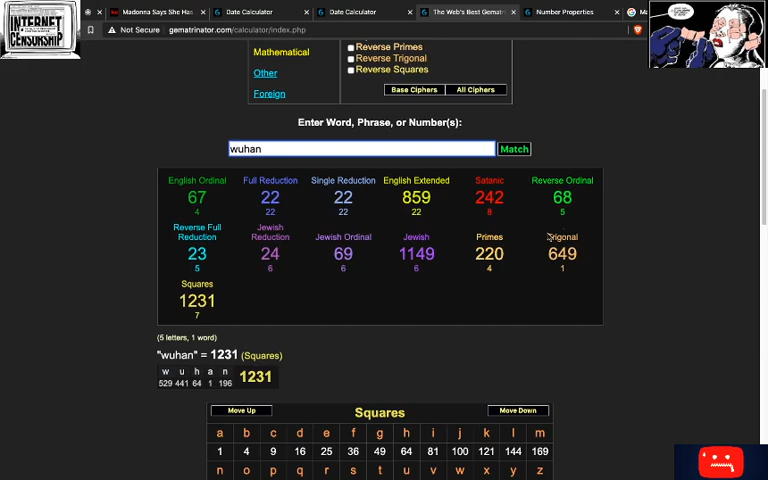 INTERNET
CENSORSHIP
Madonna Says She Has
Date Calculator
Date Calculator
The Web's Best Gemat
Number Properties
Not Secure
gematrinator.com/calculator/index.php
Mathematical
Reverse Primes
Other
Reverse Trigonal
Reverse Squares
Foreign
Base Ciphers
All Ciphers
Enter Word, Phrase, or Number(s):
wuhan
Match
English Ordinal Full Reduction Single Reduction English Extended Satanic Reverse Ordinal
67 22 22 859 242 68
4 22 22 22 8 5
Reverse Full Reduction Jewish Reduction Jewish Ordinal Jewish Primes Trigonal
23 24 69 1149 220 649
5 6 6 6 4 1
Squares
1231
7
(5 letters, 1 word)
"wuhan" = 1231 (Squares)
w u h a n
529 441 64 1 196 1231
Move Up Squares Move Down
a b c d e f g h i j k l m
1 4 9 16 25 36 49 64 81 100 121 144 169
n o p q r s t u v w x y z